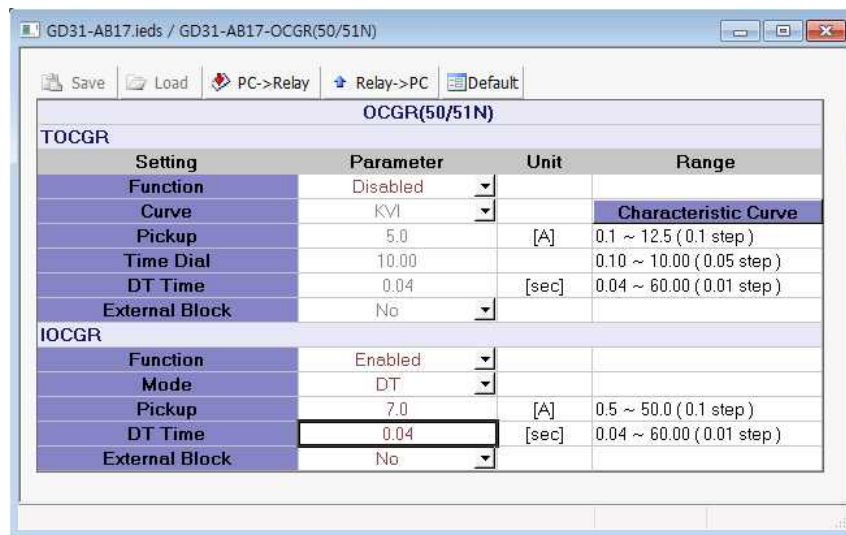 GD31-AB17.ieds / GD31-AB17-OCGR(50/51N)
Save Load PC->Relay Relay->PC Default
OCGR(50/51N)
TOCGR
Setting Parameter Unit Range
Function Disabled
Curve KVI Characteristic Curve
Pickup 5.0 [A] 0.1 ~ 12.5 ( 0.1 step )
Time Dial 10.00 0.10 ~ 10.00 ( 0.05 step )
DT Time 0.04 [sec] 0.04 ~ 60.00 ( 0.01 step )
External Block No
IOCGR
Function Enabled
Mode DT
Pickup 7.0 [A] 0.5 ~ 50.0 ( 0.1 step )
DT Time 0.04 [sec] 0.04 ~ 60.00 ( 0.01 step )
External Block No